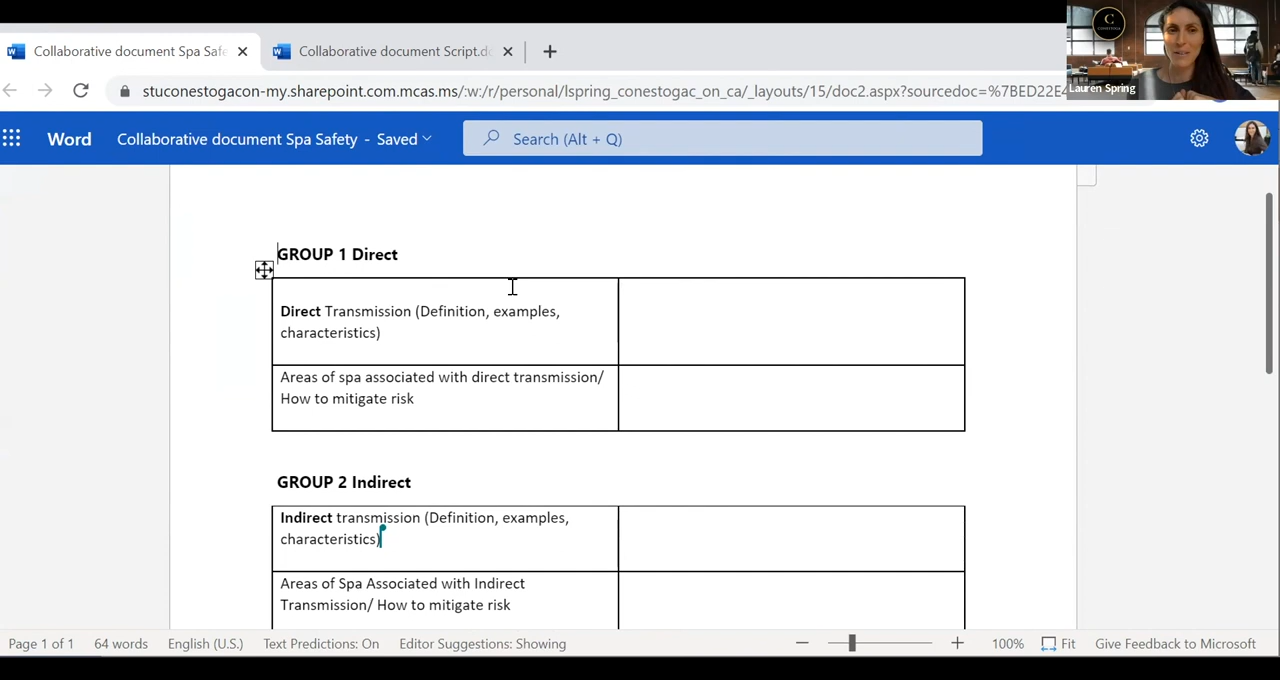 Collaborative document Spa Safe
Collaborative document Script.do
C
CONESTOGA
Lauren Spring
stuconestogacon-my.sharepoint.com.mcas.ms/:w:/r/personal/lspring_conestogac_on_ca/_layouts/15/doc2.aspx?sourcedoc=%7BED22E4
Word
Collaborative document Spa Safety - Saved
Search (Alt + Q)
GROUP 1 Direct
Direct Transmission (Definition, examples,
characteristics)
Areas of spa associated with direct transmission/
How to mitigate risk
GROUP 2 Indirect
Indirect transmission (Definition, examples,
characteristics)
Areas of Spa Associated with Indirect
Transmission/ How to mitigate risk
Page 1 of 1
64 words
English (U.S.)
Text Predictions: On
Editor Suggestions: Showing
100%
Fit
Give Feedback to Microsoft